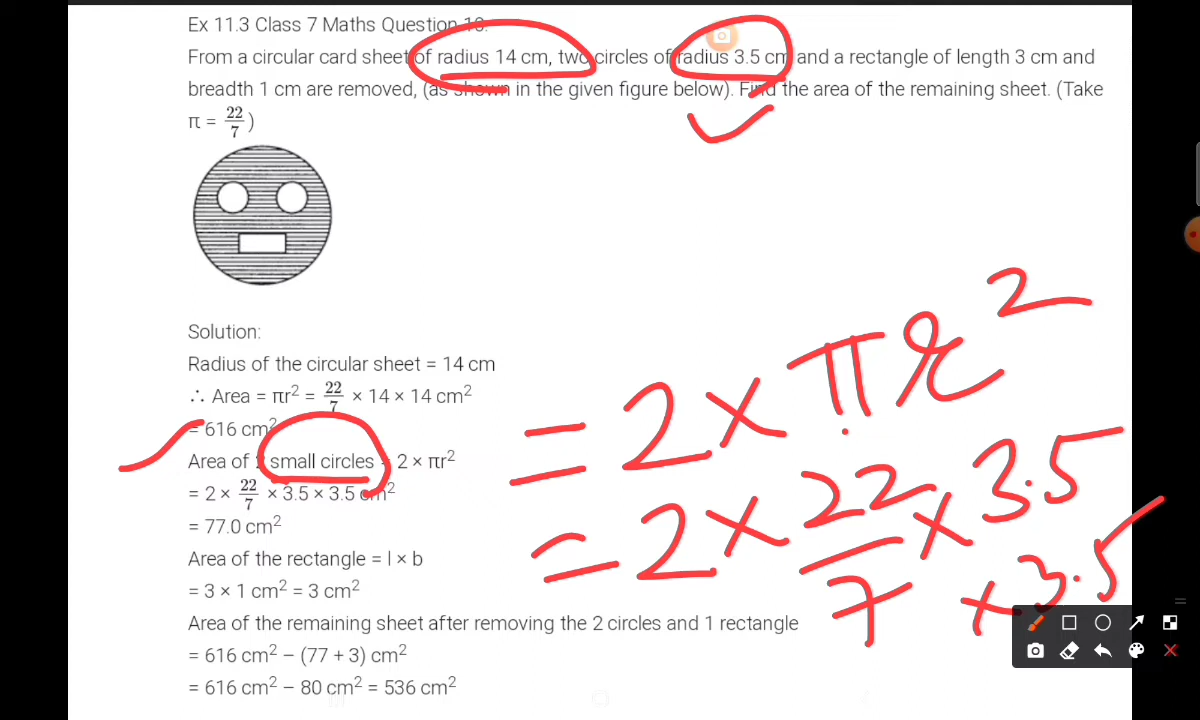 Ex 11.3 Class 7 Maths Question 10.
From a circular card sheet of radius 14 cm, two circles of radius 3.5 cm and a rectangle of length 3 cm and
breadth 1 cm are removed, (as shown in the given figure below). Find the area of the remaining sheet. (Take
π = 22/7)
Solution:
Radius of the circular sheet = 14 cm
∴ Area = πr² = 22/7 × 14 × 14 cm²
= 616 cm²
Area of 2 small circles = 2 × πr²
= 2 × 22/7 × 3.5 × 3.5 cm²
= 77.0 cm²
Area of the rectangle = l × b
= 3 × 1 cm² = 3 cm²
Area of the remaining sheet after removing the 2 circles and 1 rectangle
= 616 cm² – (77 + 3) cm²
= 616 cm² – 80 cm² = 536 cm²
= 2 × πr²
= 2 × 22/7 × 3.5
× 3.5